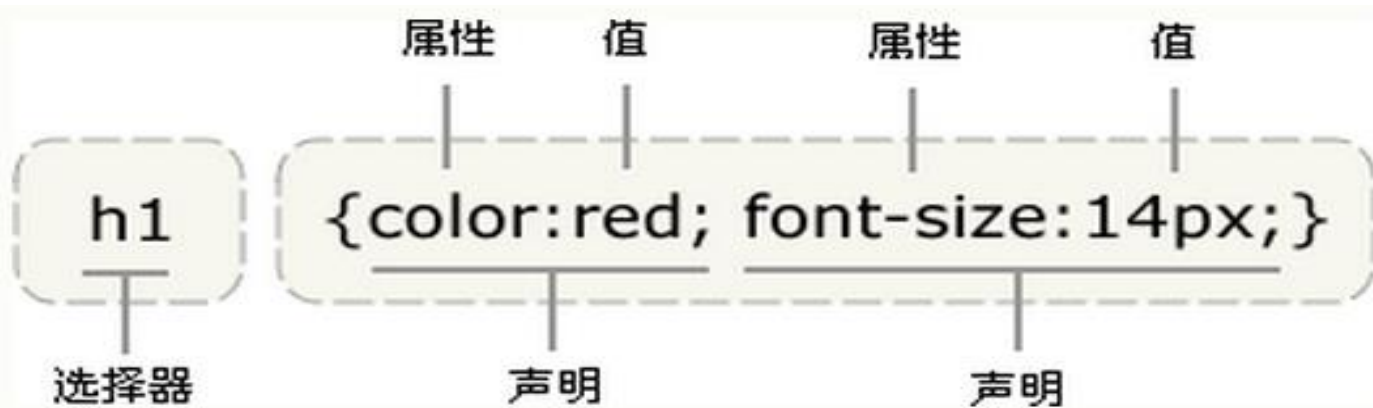 属性 值 属性 值
h1 {color:red; font-size:14px;}
选择器 声明 声明